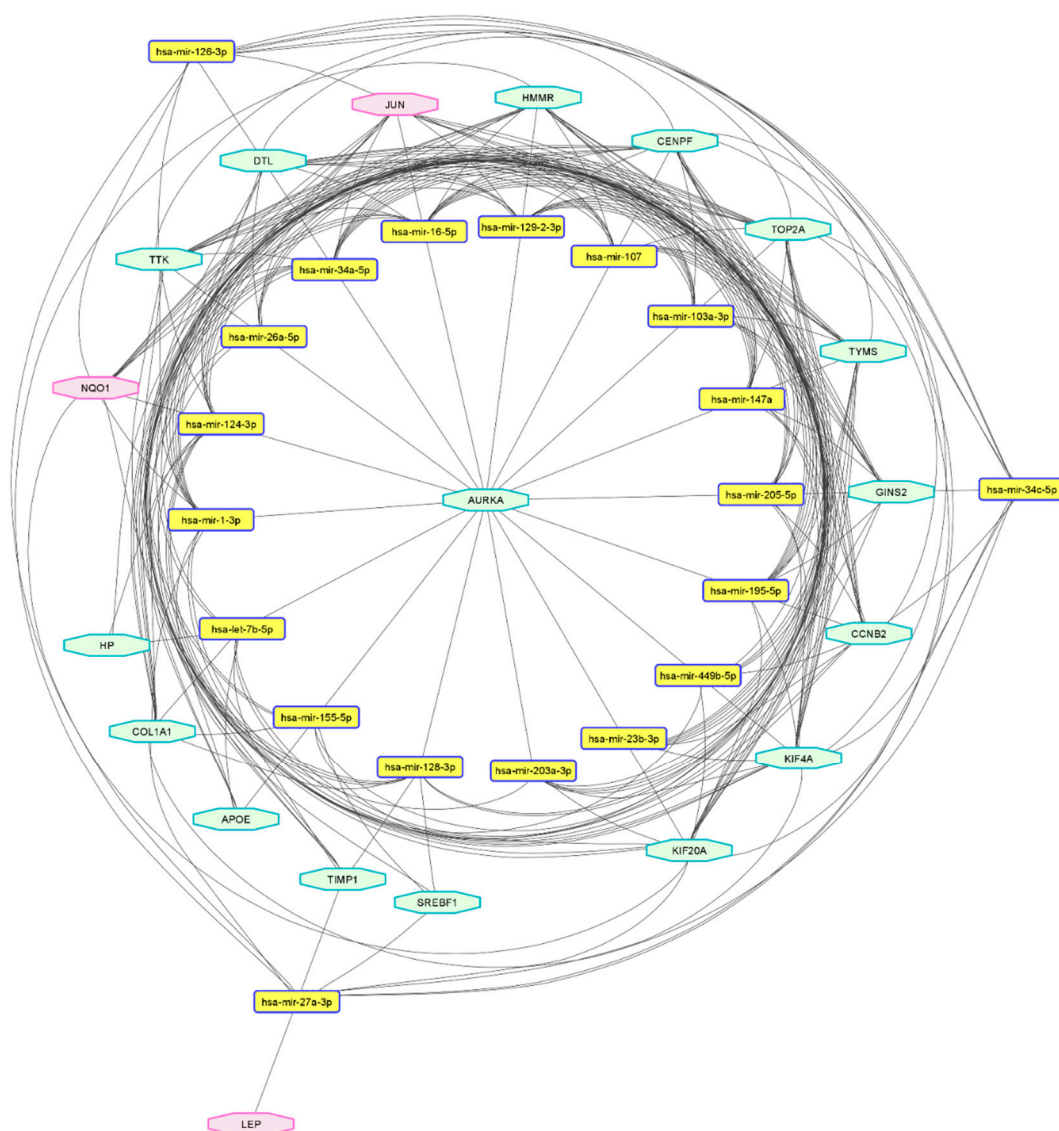 hsa-mir-126-3p
JUN
HMMR
CENPF
DTL
TOP2A
hsa-mir-16-5p
hsa-mir-129-2-3p
hsa-mir-107
TTK
hsa-mir-34a-5p
hsa-mir-103a-3p
hsa-mir-26a-5p
TYMS
NQO1
hsa-mir-147a
hsa-mir-124-3p
AURKA
hsa-mir-205-5p
GINS2
hsa-mir-34c-5p
hsa-mir-1-3p
hsa-mir-195-5p
hsa-let-7b-5p
CCNB2
HP
hsa-mir-449b-5p
hsa-mir-155-5p
COL1A1
hsa-mir-23b-3p
KIF4A
hsa-mir-128-3p
hsa-mir-203a-3p
APOE
KIF20A
TIMP1
SREBF1
hsa-mir-27a-3p
LEP